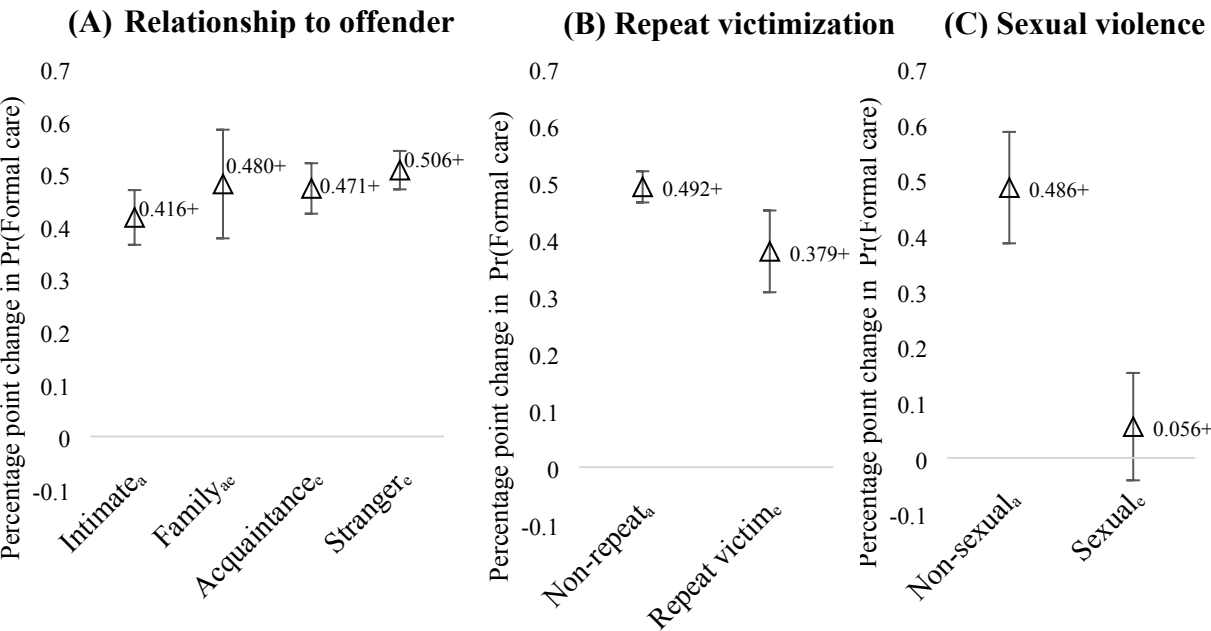 (A) Relationship to offender
Percentage point change in Pr(Formal care)
0.7
0.6
0.5
0.4
0.3
0.2
0.1
0
-0.1
0.416+
0.480+
0.471+
0.506+
Intimatea
Familyae
Acquaintancee
Strangere
(B) Repeat victimization
Percentage point change in Pr(Formal care)
0.7
0.6
0.5
0.4
0.3
0.2
0.1
0
-0.1
0.492+
0.379+
Non-repeata
Repeat victime
(C) Sexual violence
Percentage point change in Pr(Formal care)
0.7
0.6
0.5
0.4
0.3
0.2
0.1
0
-0.1
0.486+
0.056+
Non-sexuala
Sexuale